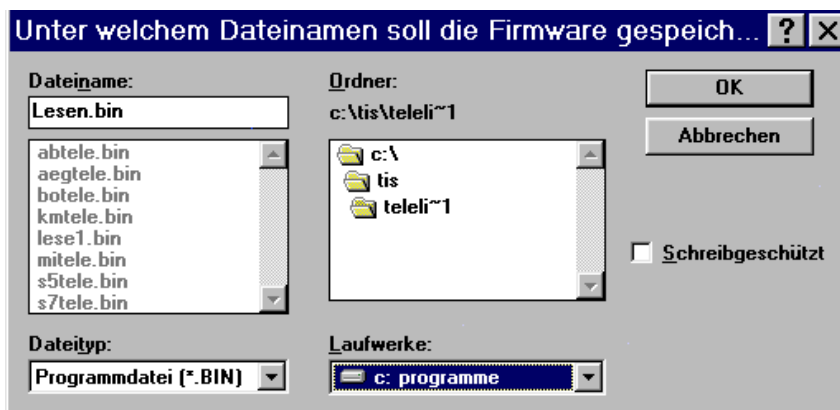 Unter welchem Dateinamen soll die Firmware gespeich... ? X
Dateiname:
Lesen.bin
abtele.bin
aegtele.bin
botele.bin
kmtele.bin
lese1.bin
mitele.bin
s5tele.bin
s7tele.bin
Dateityp:
Programmdatei (*.BIN)
Ordner:
c:\tis\teleli~1
c:\
tis
teleli~1
Laufwerke:
c: programme
OK
Abbrechen
Schreibgeschützt